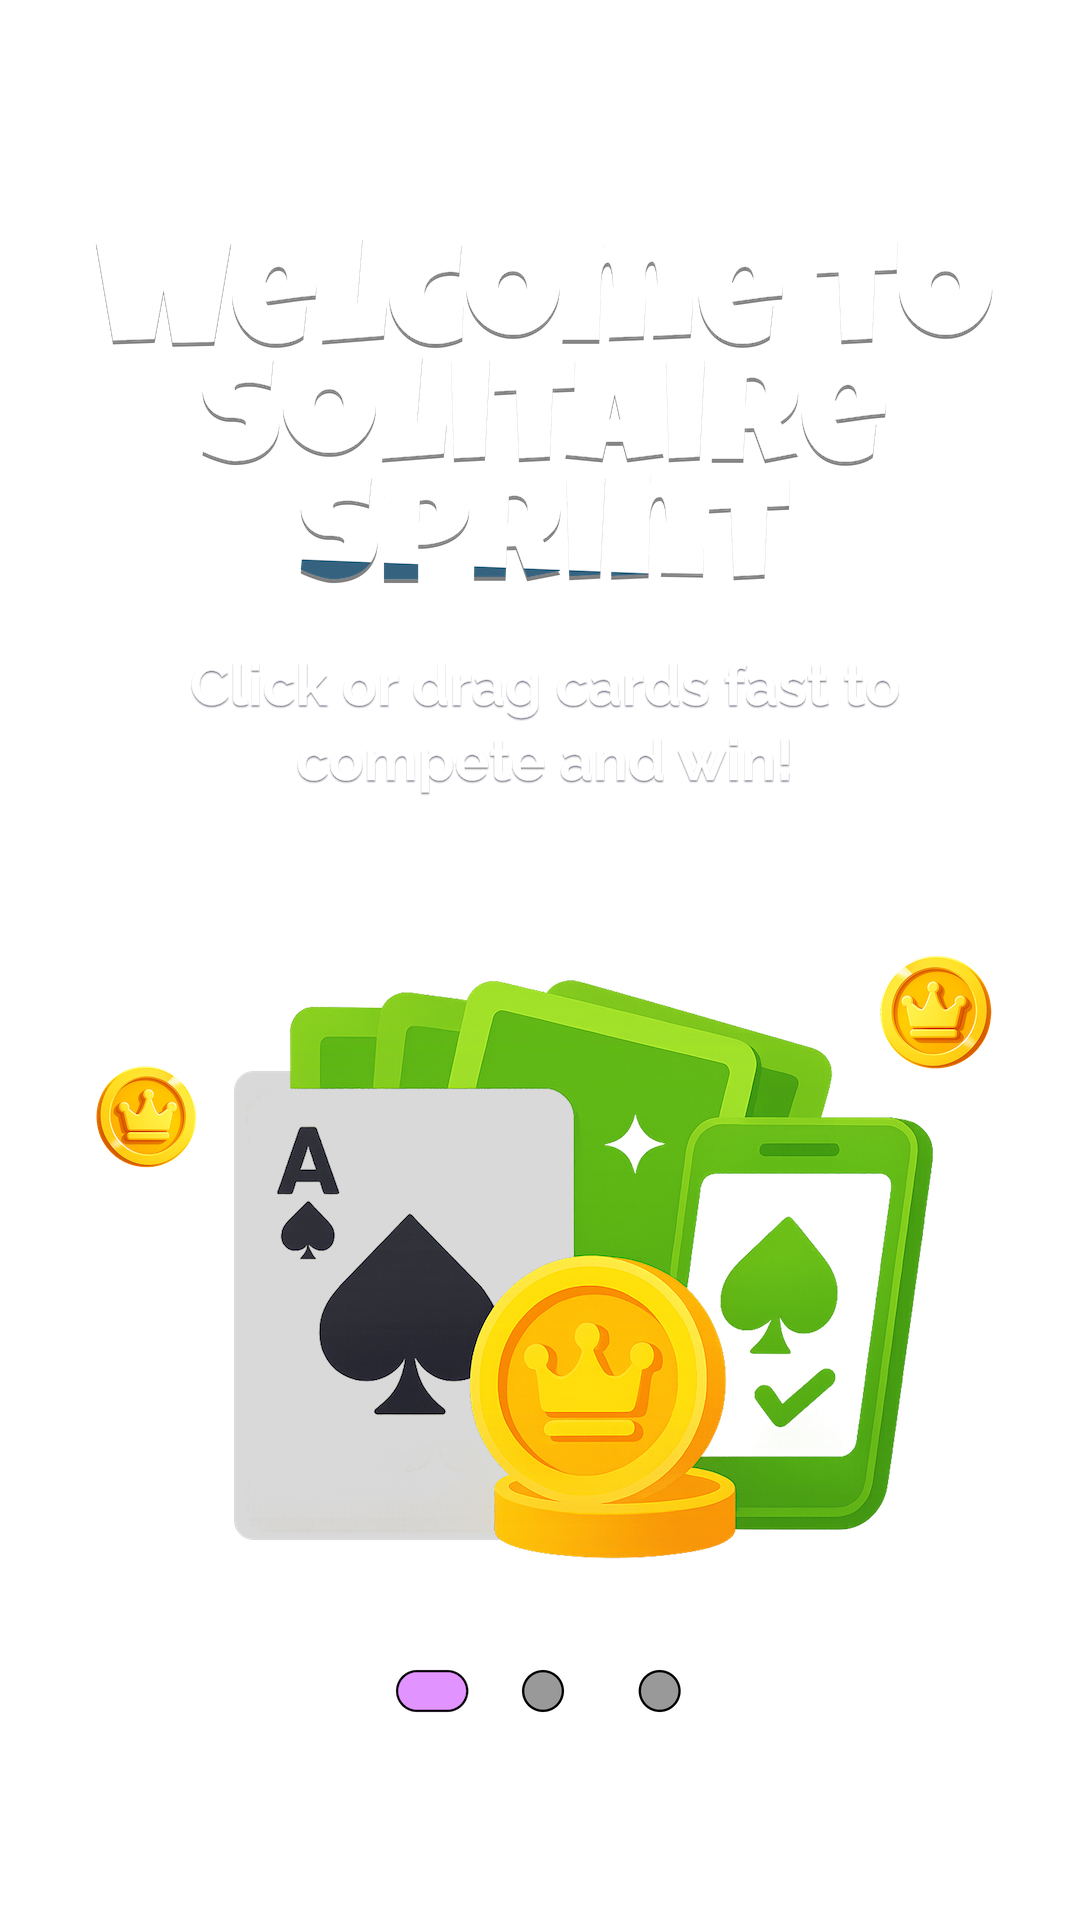 Welcome to
Solitaire
Sprint
Click or drag cards fast to
compete and win!
A